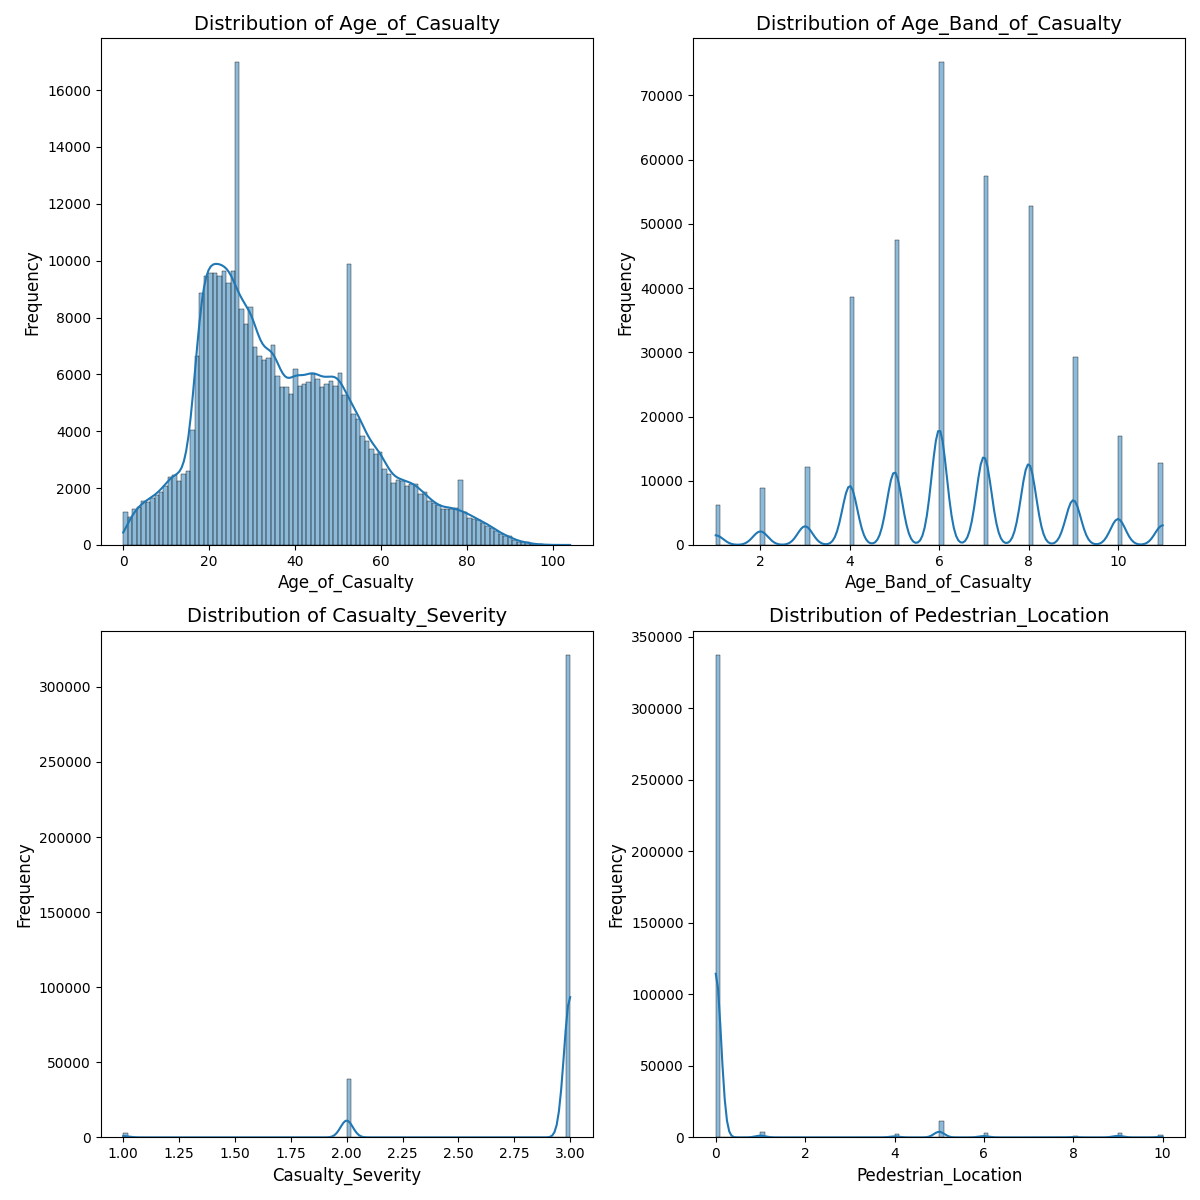 Distribution of Age_of_Casualty
Frequency
16000
14000
12000
10000
8000
6000
4000
2000
0
0 20 40 60 80 100
Age_of_Casualty
Distribution of Age_Band_of_Casualty
Frequency
70000
60000
50000
40000
30000
20000
10000
0
2 4 6 8 10
Age_Band_of_Casualty
Distribution of Casualty_Severity
Frequency
300000
250000
200000
150000
100000
50000
0
1.00 1.25 1.50 1.75 2.00 2.25 2.50 2.75 3.00
Casualty_Severity
Distribution of Pedestrian_Location
Frequency
350000
300000
250000
200000
150000
100000
50000
0
0 2 4 6 8 10
Pedestrian_Location